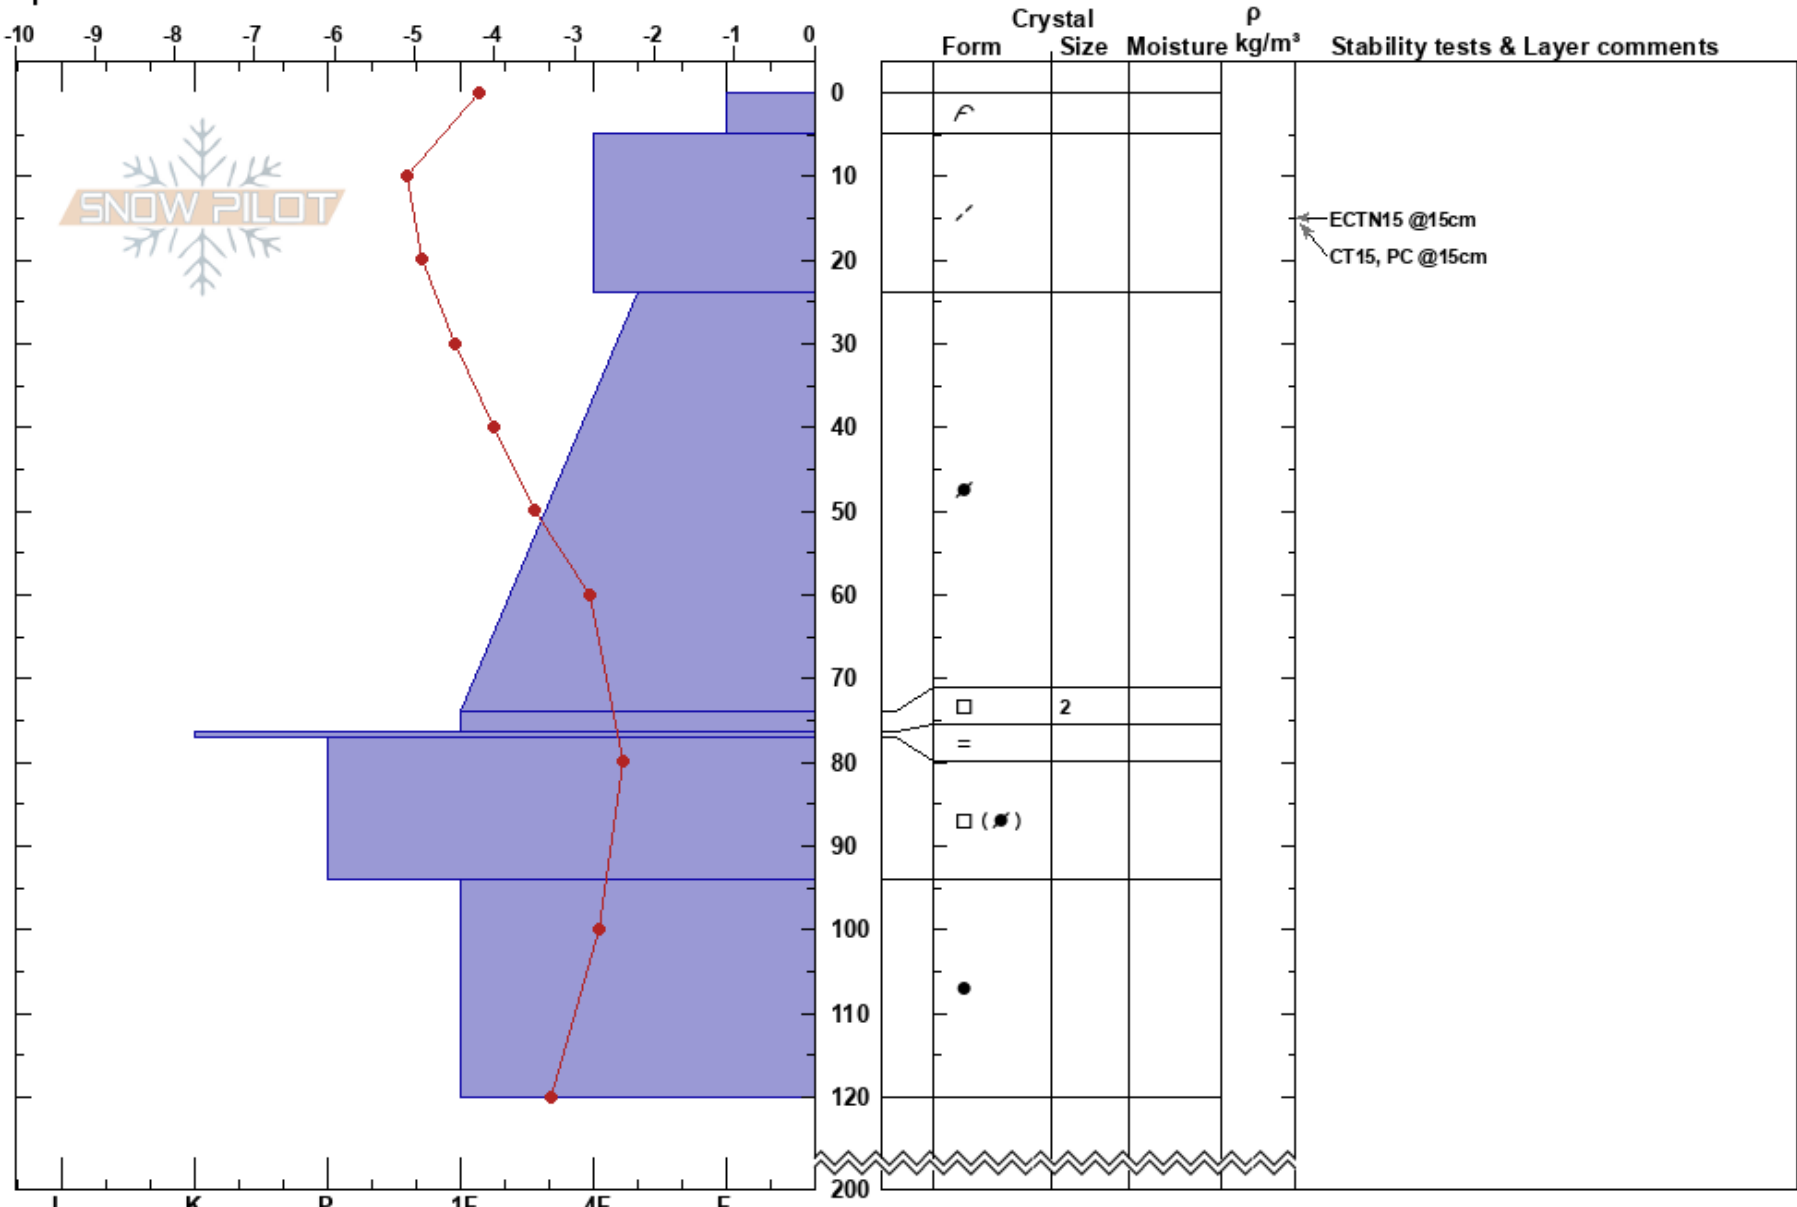 Crystal ρ
-10 -9 -8 -7 -6 -5 -4 -3 -2 -1 0 Form Size Moisture kg/m³ Stability tests & Layer comments
0
10
SNOW PILOT
ECTN15 @15cm
20
CT15, PC @15cm
30
40
50
60
70
2
=
80
90
( )
100
110
120
200
I K P 1F 4F F